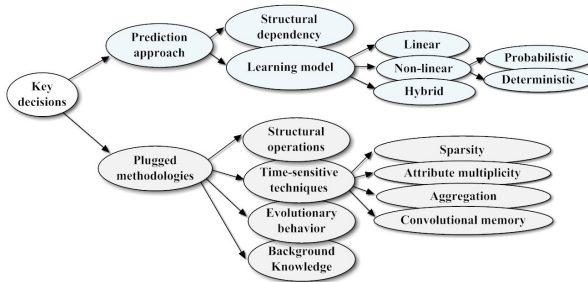 Key
decisions
Prediction
approach
Structural
dependency
Learning model
Linear
Non-linear
Hybrid
Probabilistic
Deterministic
Plugged
methodologies
Structural
operations
Time-sensitive
techniques
Evolutionary
behavior
Background
Knowledge
Sparsity
Attribute multiplicity
Aggregation
Convolutional memory